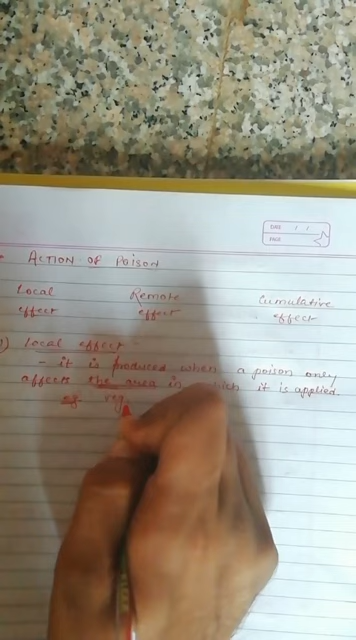 DATE / /
PAGE
ACTION OF POISON
Local Remote Cumulative
effect effect effect
) local effect -
- it is produced when a poison only
affects the area in which it is applied.
eg-